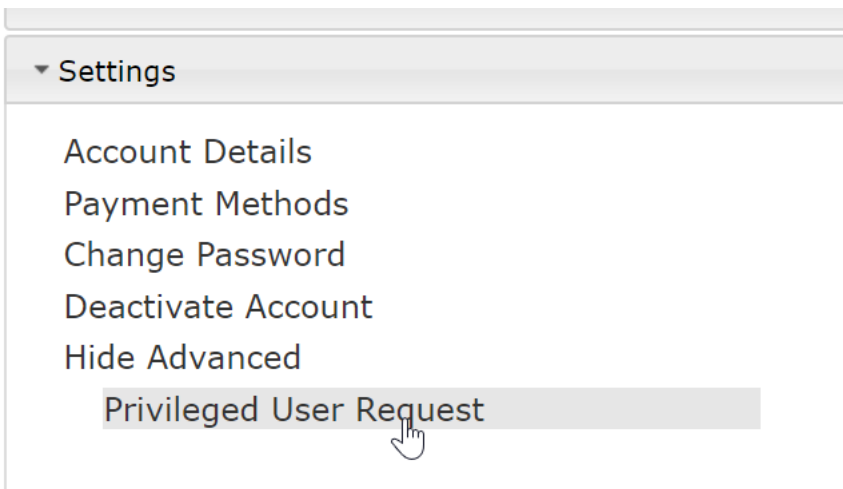 Settings
Account Details
Payment Methods
Change Password
Deactivate Account
Hide Advanced
Privileged User Request